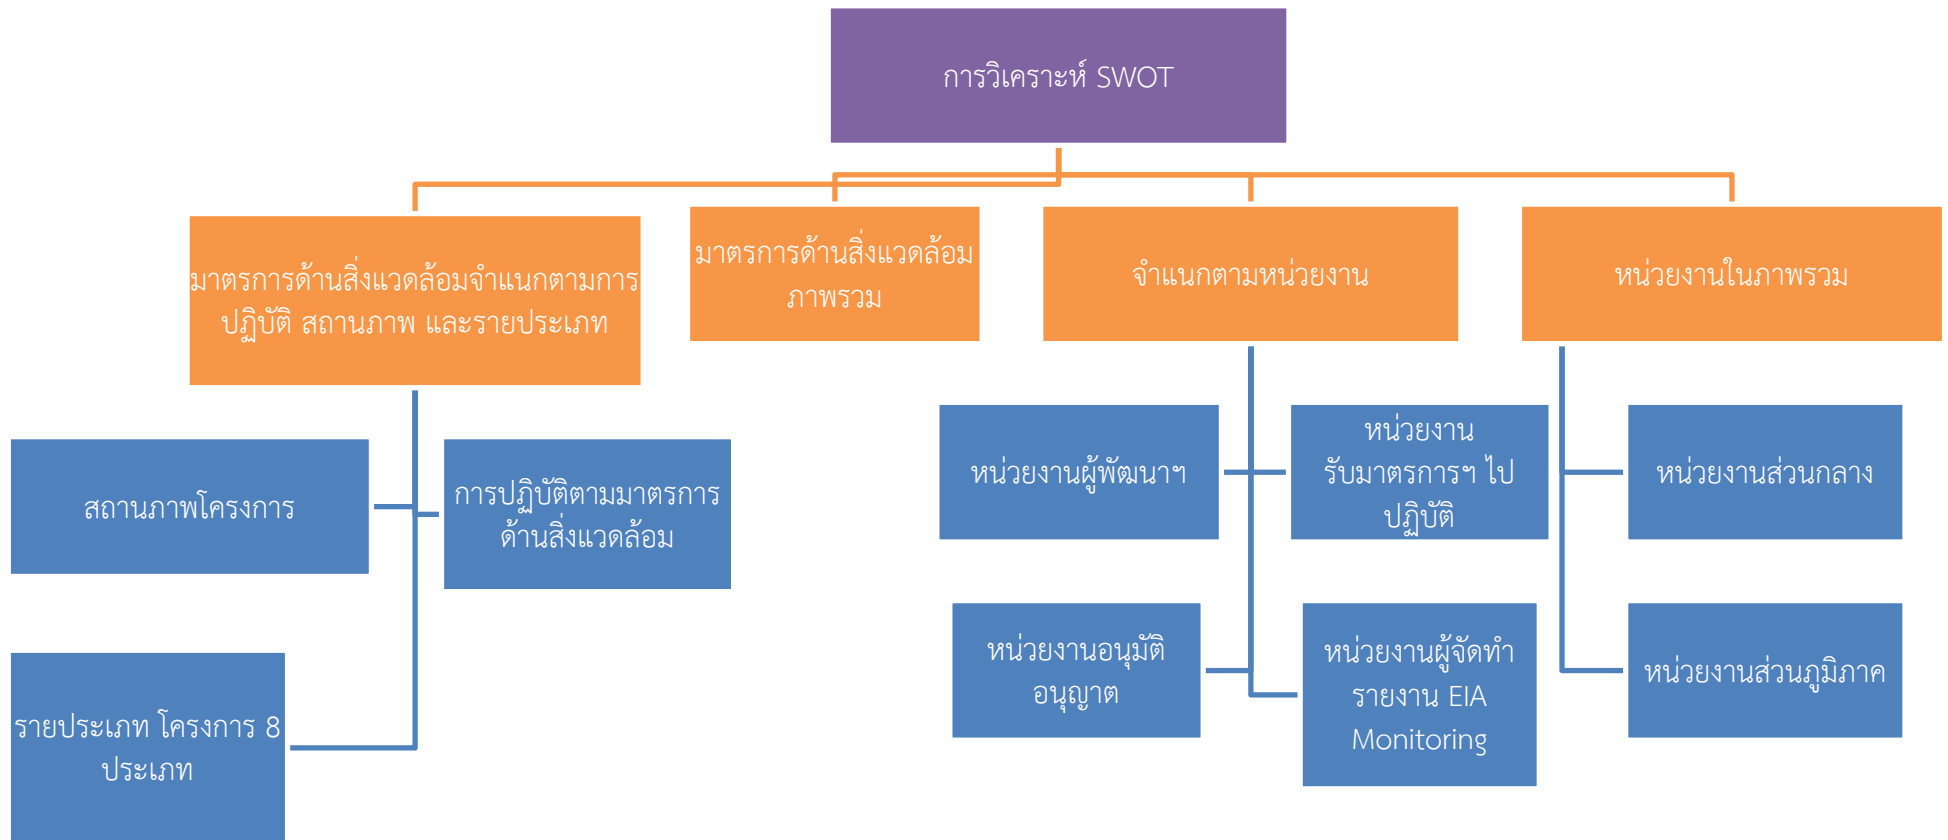 การวิเคราะห์ SWOT
มาตรการด้านสิ่งแวดล้อมจำแนกตามการ
ปฏิบัติ สถานภาพ และรายประเภท
มาตรการด้านสิ่งแวดล้อม
ภาพรวม
จำแนกตามหน่วยงาน
หน่วยงานในภาพรวม
สถานภาพโครงการ
การปฏิบัติตามมาตรการ
ด้านสิ่งแวดล้อม
รายประเภท โครงการ 8
ประเภท
หน่วยงานผู้พัฒนาฯ
หน่วยงาน
รับมาตรการฯ ไป
ปฏิบัติ
หน่วยงานอนุมัติ
อนุญาต
หน่วยงานผู้จัดทำ
รายงาน EIA
Monitoring
หน่วยงานส่วนกลาง
หน่วยงานส่วนภูมิภาค